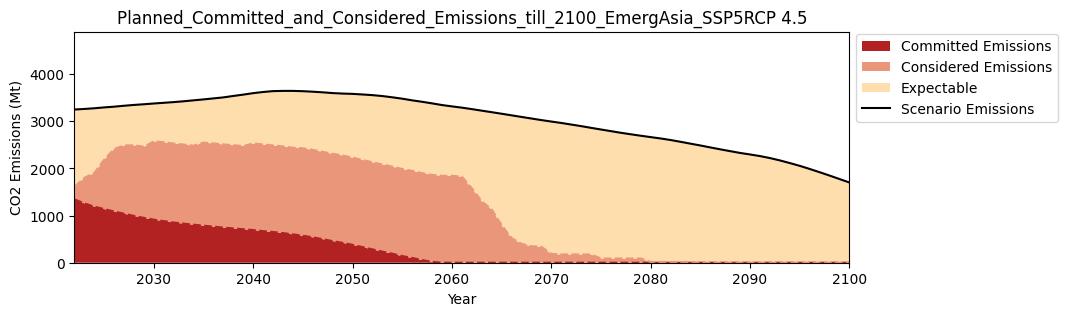 Planned_Committed_and_Considered_Emissions_till_2100_EmergAsia_SSP5RCP 4.5
Committed Emissions
Considered Emissions
Expectable
Scenario Emissions
CO2 Emissions (Mt)
4000
3000
2000
1000
0
2030 2040 2050 2060 2070 2080 2090 2100
Year